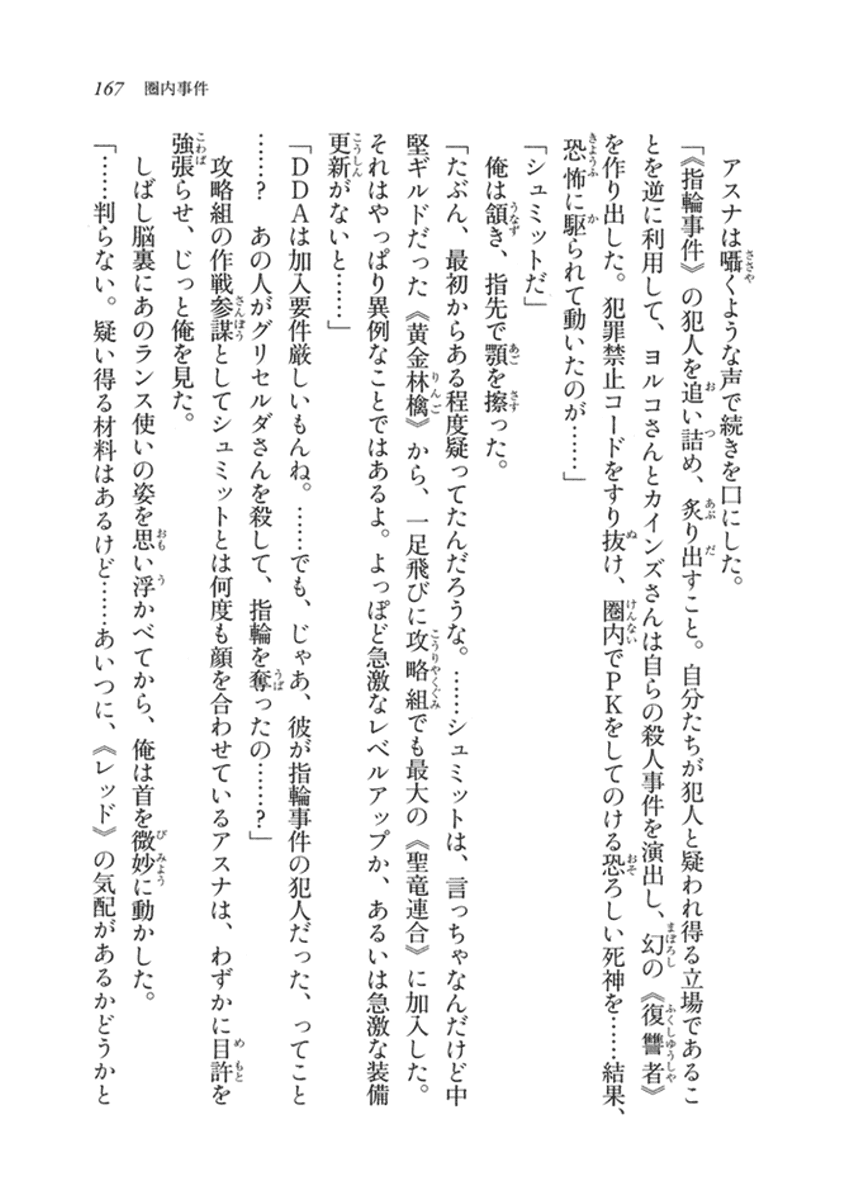 167 圏内事件
アスナは囁くような声で続きを口にした。
「《指輪事件》の犯人を追い詰め、炙り出すこと。自分たちが犯人と疑われ得る立場であるこ
とを逆に利用して、ヨルコさんとカインズさんは自らの殺人事件を演出し、幻の《復讐者》
を作り出した。犯罪禁止コードをすり抜け、圏内でPKをしてのける恐ろしい死神を……結果、
恐怖に駆られて動いたのが……」
「シュミットだ」
俺は頷き、指先で顎を擦った。
「たぶん、最初からある程度疑ってたんだろうな。……シュミットは、言っちゃなんだけど中
堅ギルドだった《黄金林檎》から、一足飛びに攻略組でも最大の《聖竜連合》に加入した。
それはやっぱり異例なことではあるよ。よっぽど急激なレベルアップか、あるいは急激な装備
更新がないと……」
「DDAは加入要件厳しいもんね。……でも、じゃあ、彼が指輪事件の犯人だった、ってこと
……？　あの人がグリセルダさんを殺して、指輪を奪ったの……？」
攻略組の作戦参謀としてシュミットとは何度も顔を合わせているアスナは、わずかに目許を
強張らせ、じっと俺を見た。
しばし脳裏にあのランス使いの姿を思い浮かべてから、俺は首を微妙に動かした。
「……判らない。疑い得る材料はあるけど……あいつに、《レッド》の気配があるかどうかと